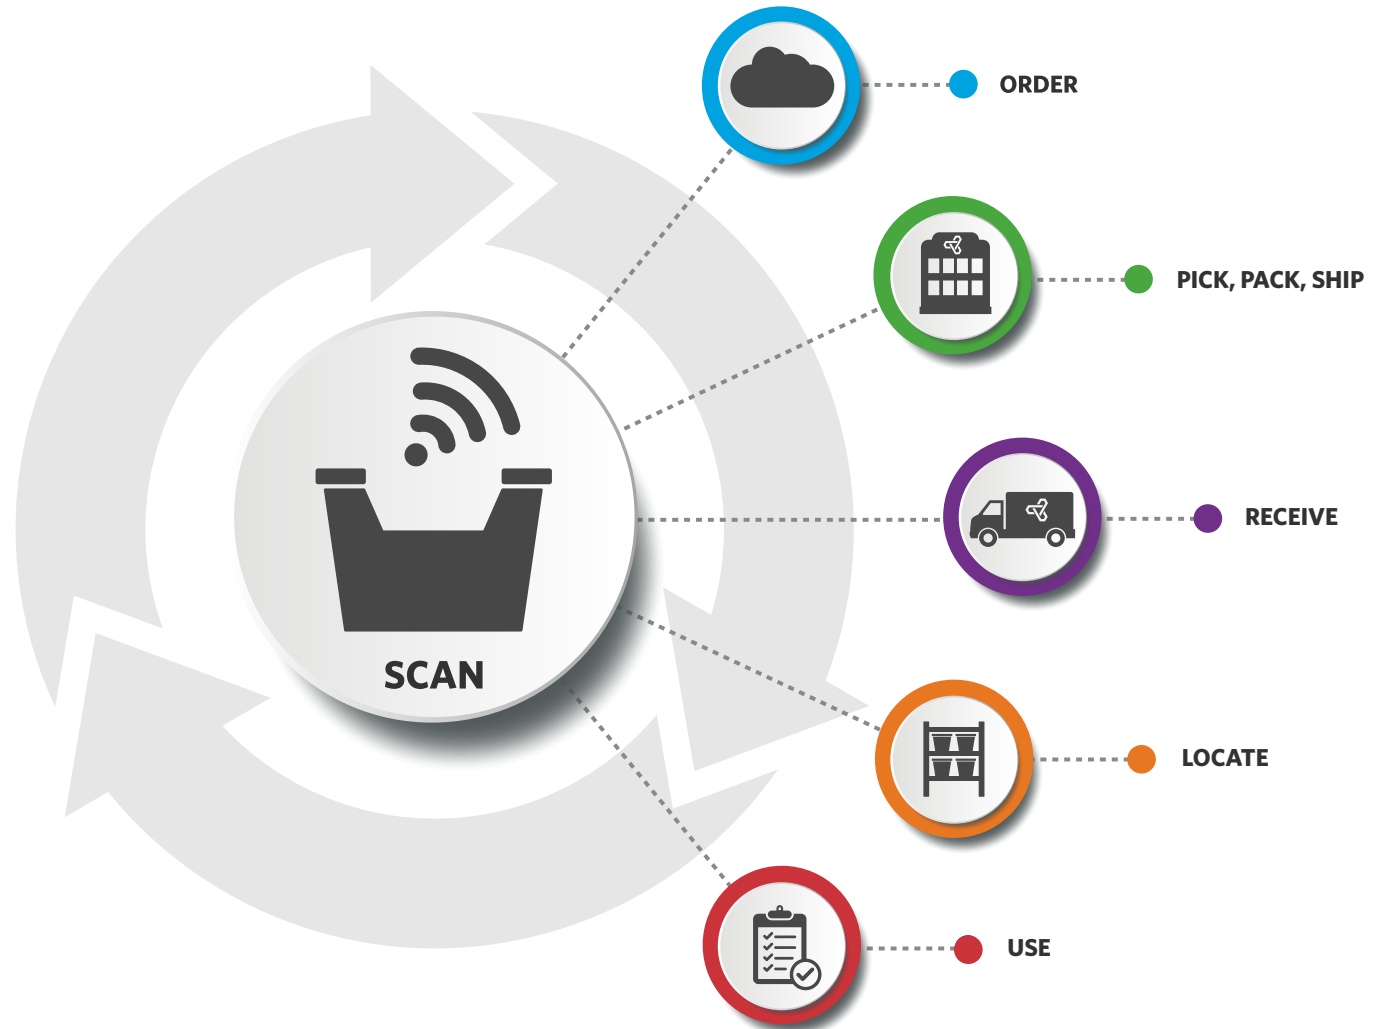 ORDER
PICK, PACK, SHIP
RECEIVE
SCAN
LOCATE
USE